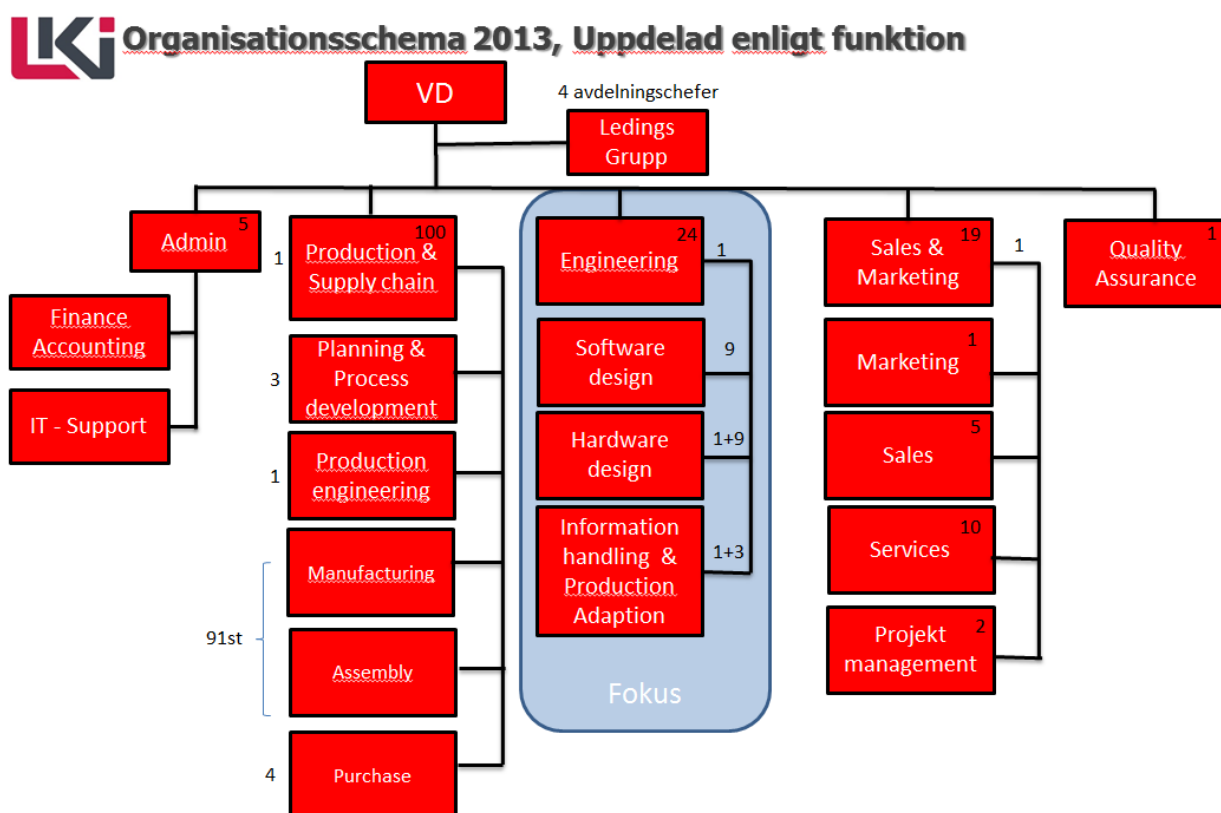 LKi Organisationsschema 2013, Uppdelad enligt funktion
VD
4 avdelningschefer
Ledings
Grupp
Admin 5
Finance
Accounting
IT - Support
1
100
Production &
Supply chain
3
Planning &
Process
development
1
Production
engineering
91st
Manufacturing
Assembly
4
Purchase
24
Engineering
1
Software
design
9
Hardware
design
1+9
Information
handling &
Production
Adaption
1+3
Fokus
19
Sales &
Marketing
1
1
Marketing
5
Sales
10
Services
2
Projekt
management
1
Quality
Assurance